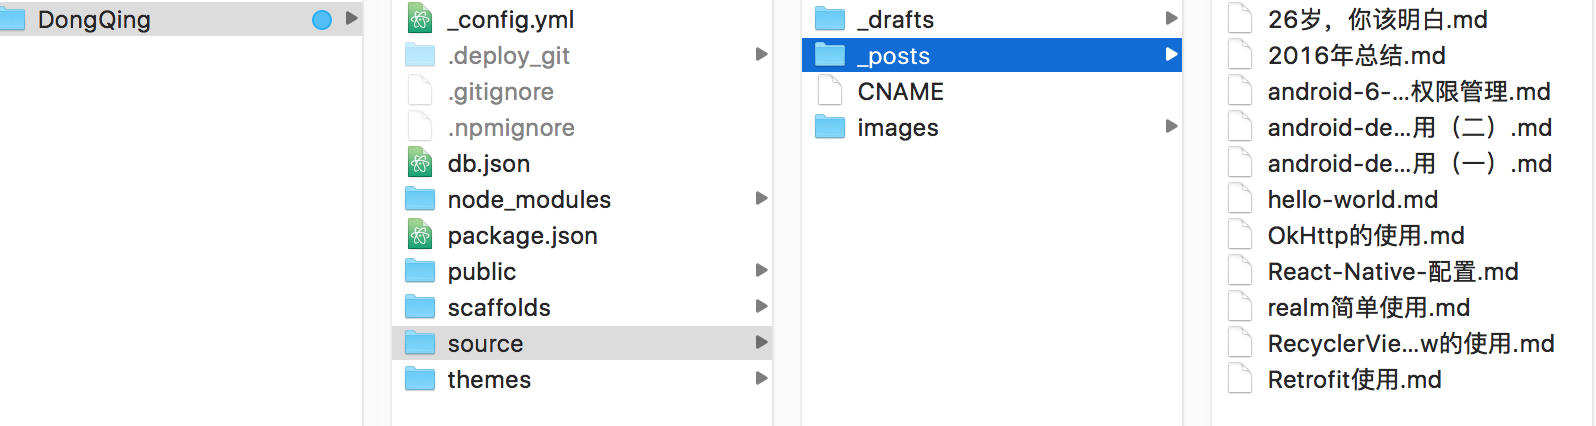 DongQing
_config.yml
.deploy_git
.gitignore
.npmignore
db.json
node_modules
package.json
public
scaffolds
source
themes
_drafts
_posts
CNAME
images
26岁，你该明白.md
2016年总结.md
android-6-...权限管理.md
android-de...用（二）.md
android-de...用（一）.md
hello-world.md
OkHttp的使用.md
React-Native-配置.md
realm简单使用.md
RecyclerVie...w的使用.md
Retrofit使用.md